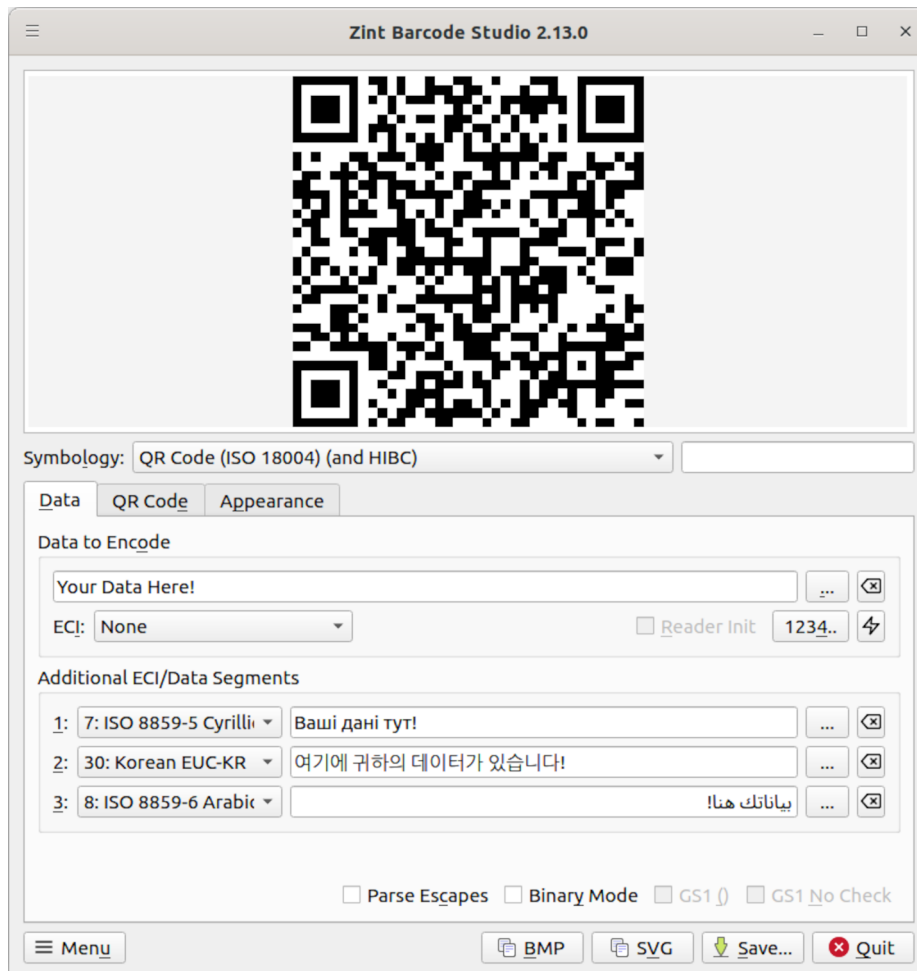 Zint Barcode Studio 2.13.0
Symbology: QR Code (ISO 18004) (and HIBC)
Data QR Code Appearance
Data to Encode
Your Data Here! ...
ECI: None Reader Init 1234..
Additional ECI/Data Segments
1: 7: ISO 8859-5 Cyrilli Ваші дані тут! ...
2: 30: Korean EUC-KR 여기에 귀하의 데이터가 있습니다! ...
3: 8: ISO 8859-6 Arabic بياناتك هنا! ...
Parse Escapes Binary Mode GS1 () GS1 No Check
Menu BMP SVG Save... Quit